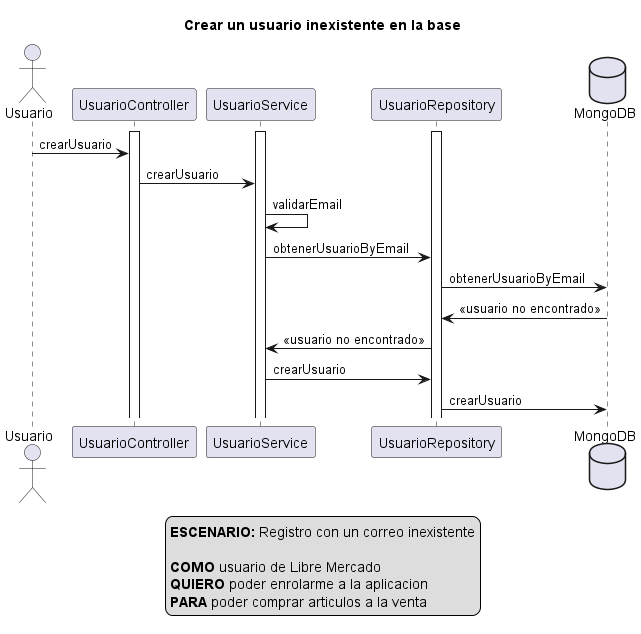 Crear un usuario inexistente en la base
Usuario
UsuarioController
UsuarioService
UsuarioRepository
MongoDB
crearUsuario
crearUsuario
validarEmail
obtenerUsuarioByEmail
obtenerUsuarioByEmail
«usuario no encontrado»
«usuario no encontrado»
crearUsuario
crearUsuario
Usuario
UsuarioController
UsuarioService
UsuarioRepository
MongoDB
ESCENARIO: Registro con un correo inexistente
COMO usuario de Libre Mercado
QUIERO poder enrolarme a la aplicacion
PARA poder comprar articulos a la venta